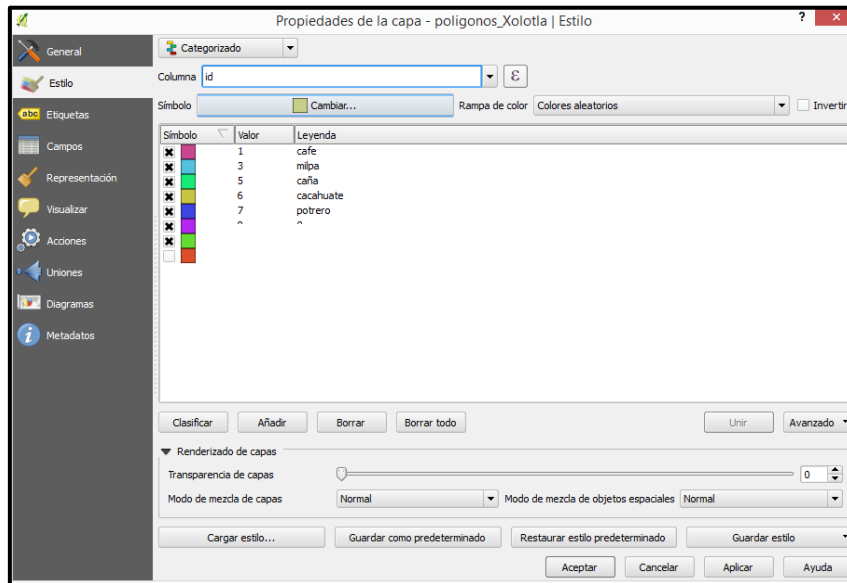 Propiedades de la capa - poligonos_Xolotla | Estilo
?
General
Estilo
abc Etiquetas
Campos
Representación
Visualizar
Acciones
Uniones
Diagramas
Metadatos
Categorizado
Columna id ε
Símbolo Cambiar... Rampa de color Colores aleatorios Invertir
Símbolo Valor Leyenda
1 cafe
3 milpa
5 caña
6 cacahuate
7 potrero
Clasificar Añadir Borrar Borrar todo Unir Avanzado
Renderizado de capas
Transparencia de capas 0
Modo de mezcla de capas Normal Modo de mezcla de objetos espaciales Normal
Cargar estilo... Guardar como predeterminado Restaurar estilo predeterminado Guardar estilo
Aceptar Cancelar Aplicar Ayuda